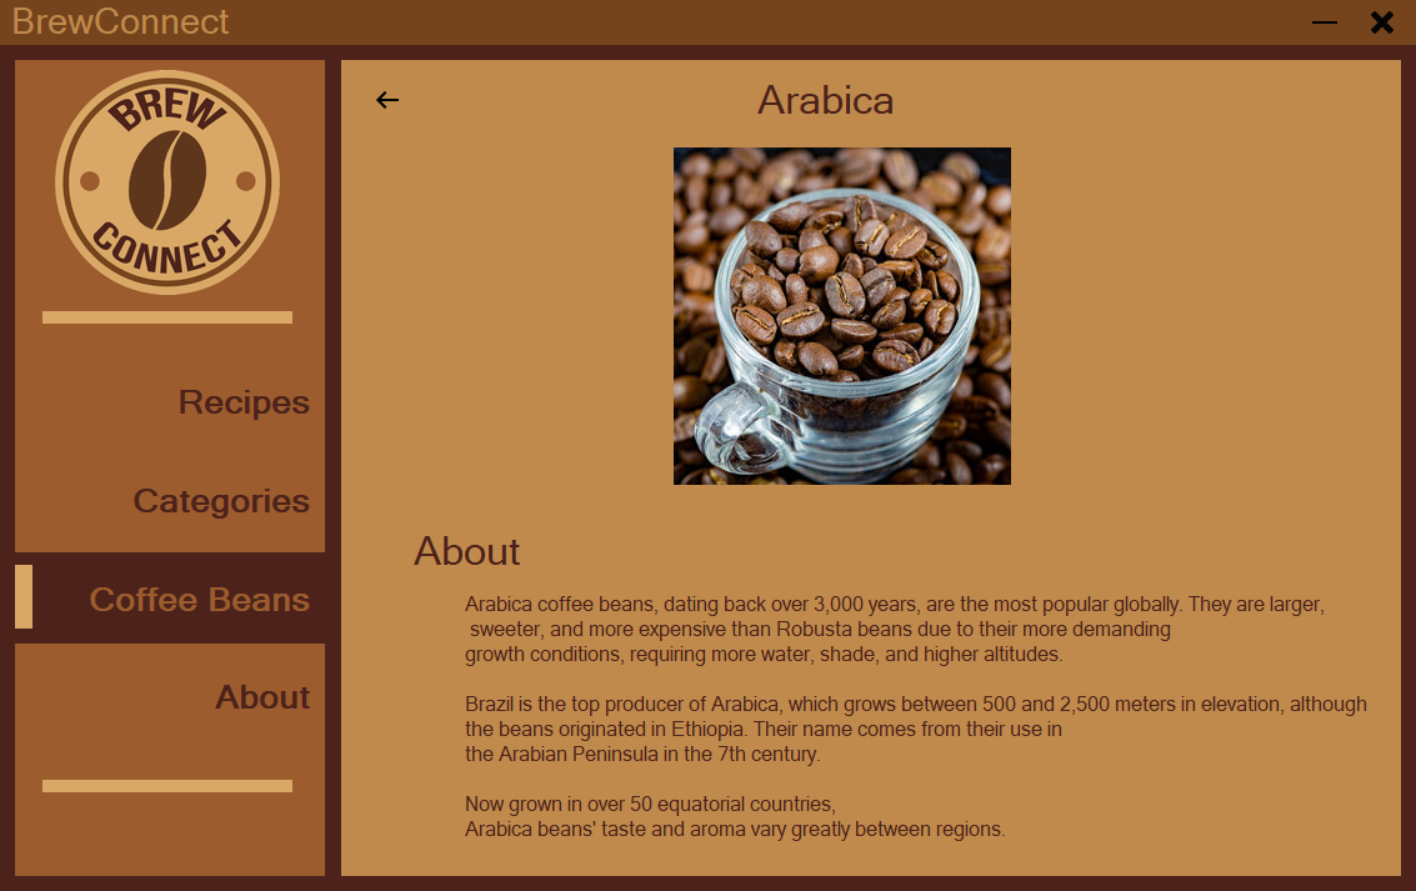 BrewConnect
BREW
CONNECT
Recipes
Categories
Coffee Beans
About
Arabica
About
Arabica coffee beans, dating back over 3,000 years, are the most popular globally. They are larger,
sweeter, and more expensive than Robusta beans due to their more demanding
growth conditions, requiring more water, shade, and higher altitudes.
Brazil is the top producer of Arabica, which grows between 500 and 2,500 meters in elevation, although
the beans originated in Ethiopia. Their name comes from their use in
the Arabian Peninsula in the 7th century.
Now grown in over 50 equatorial countries,
Arabica beans' taste and aroma vary greatly between regions.